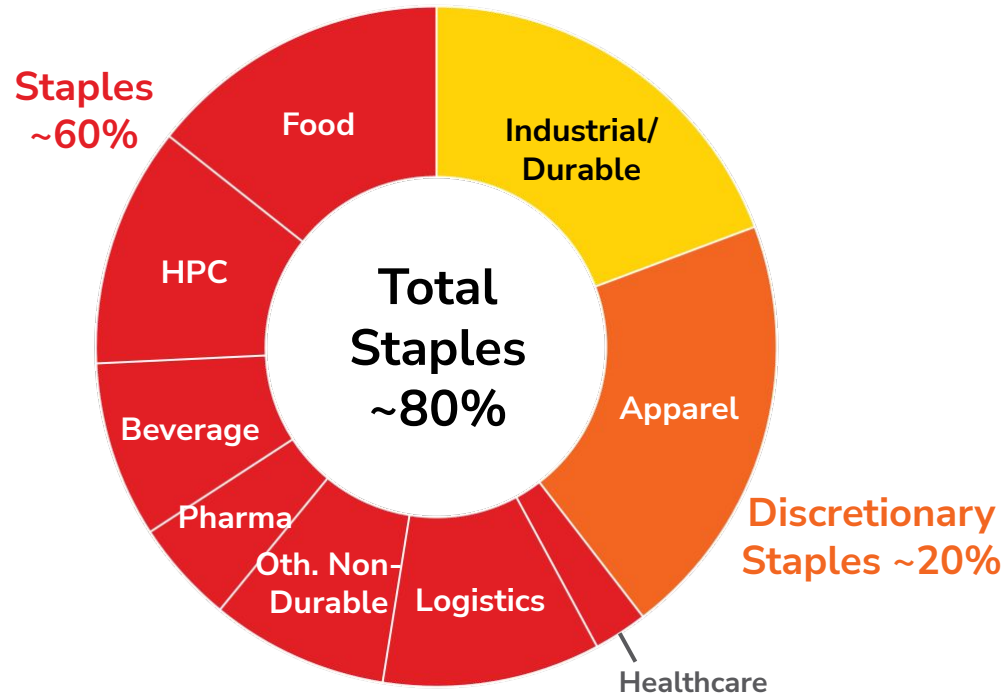 Staples
~60%
Food
Industrial/
Durable
HPC
Total
Staples
~80%
Apparel
Beverage
Pharma
Oth. Non-
Durable
Logistics
Discretionary
Staples ~20%
Healthcare